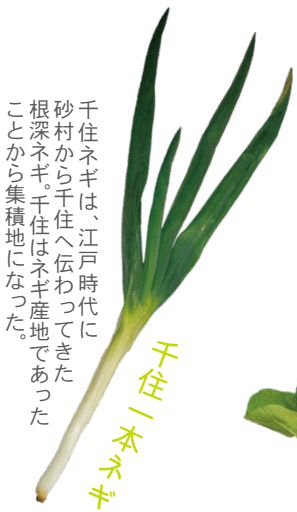 千住ネギは、江戸時代に
砂村から千住へ伝わってきた
根深ネギ。千住はネギ産地であった
ことから集積地になった。
千住一本ネギ